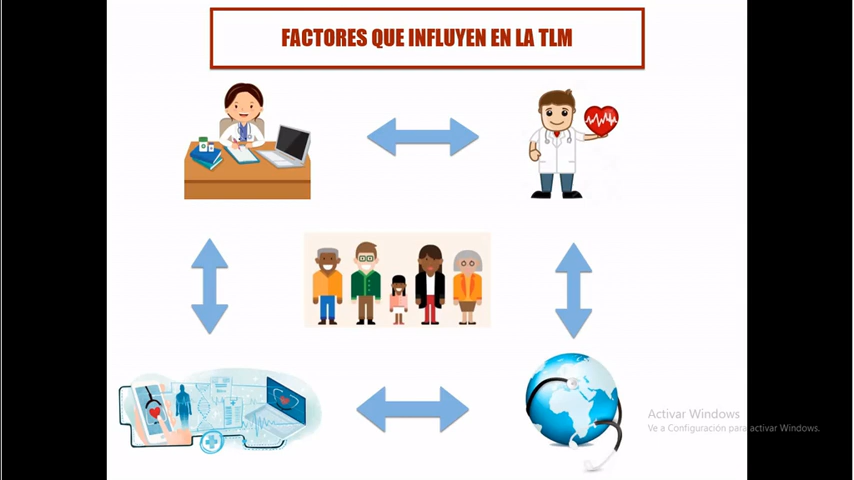 FACTORES QUE INFLUYEN EN LA TLM
Activar Windows
Ve a Configuración para activar Windows.